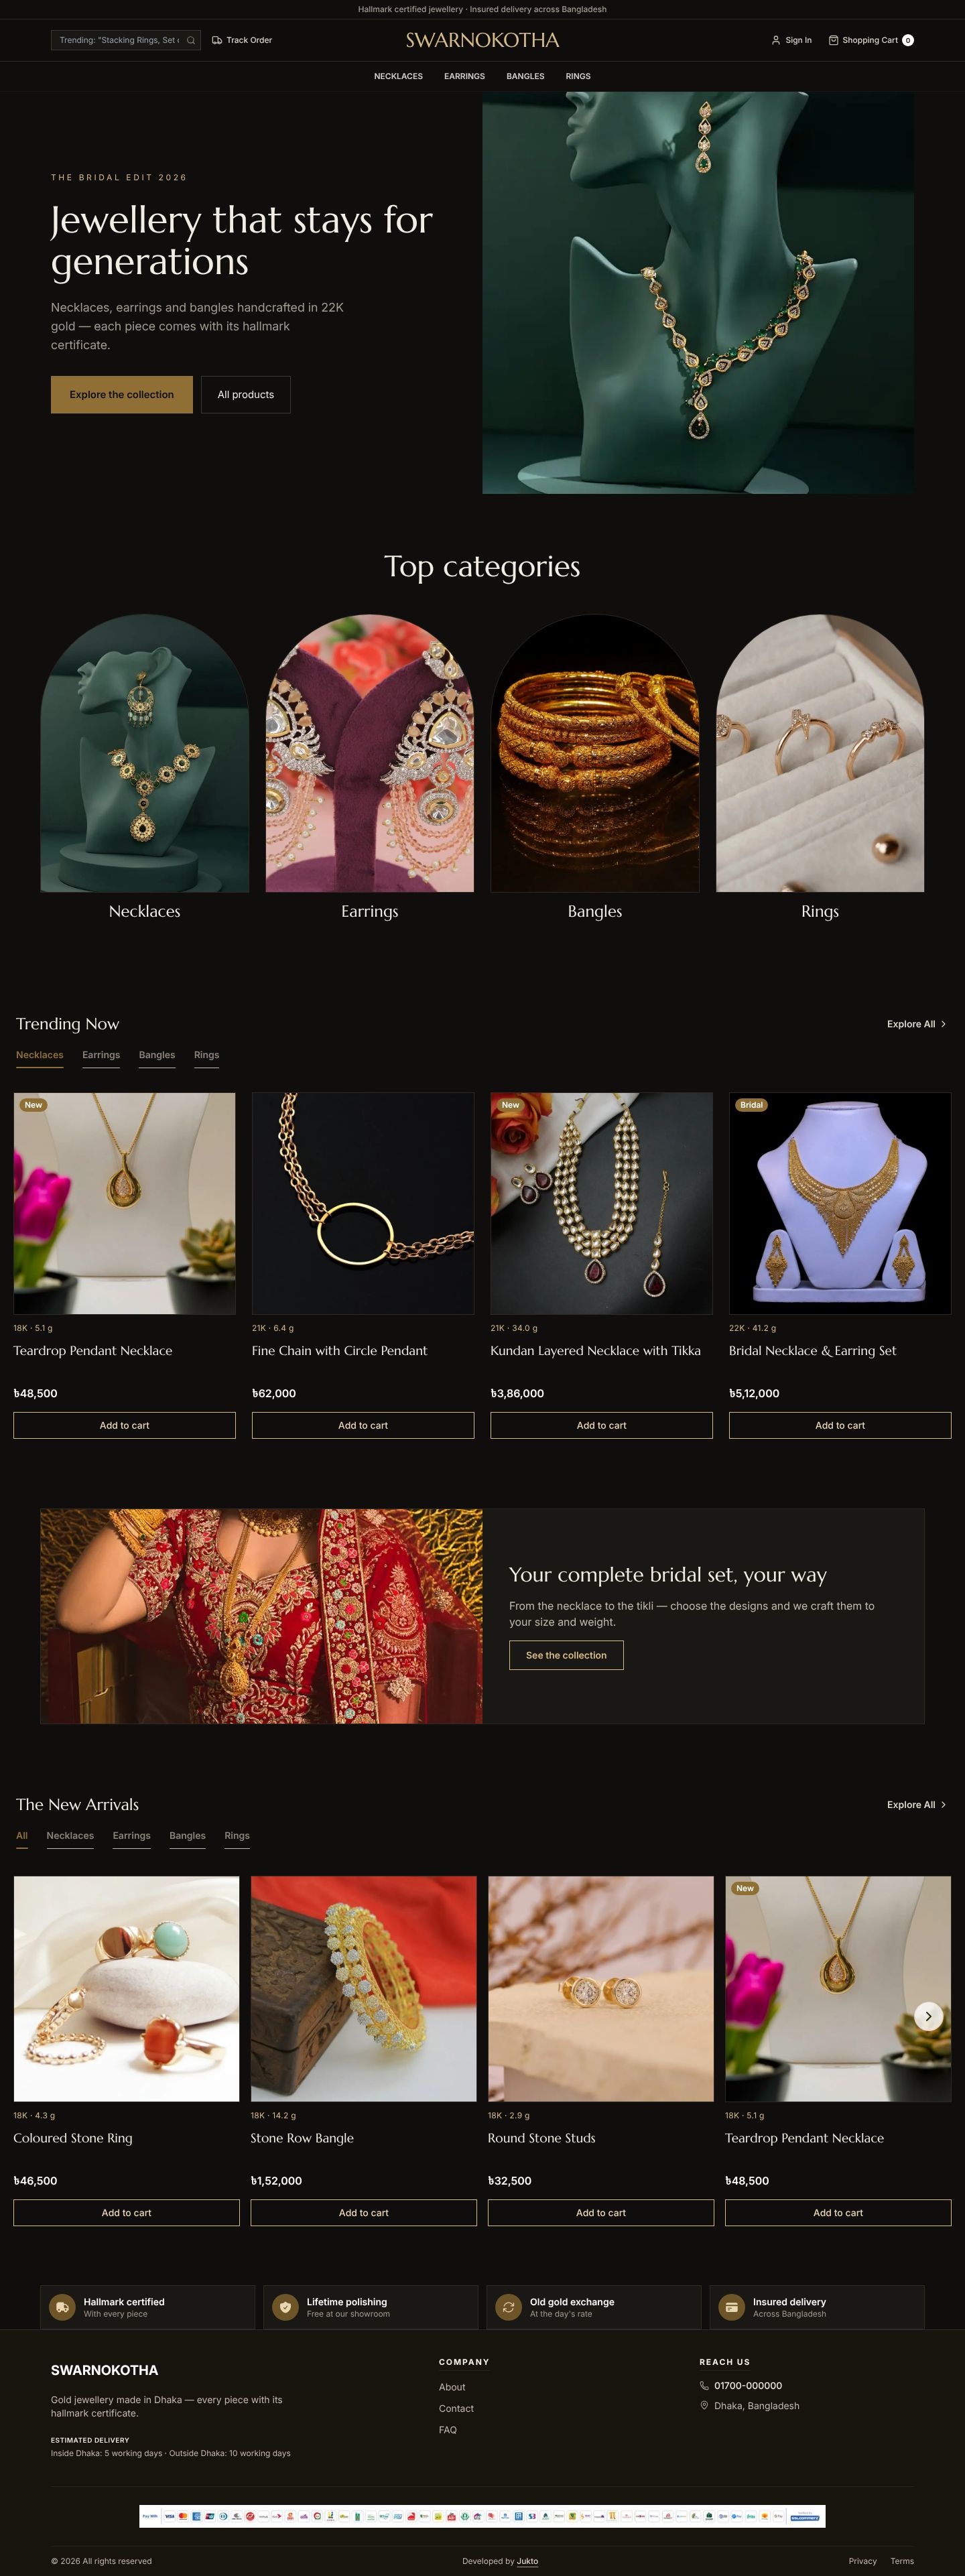 Hallmark certified jewellery · Insured delivery across Bangladesh
Trending: "Stacking Rings, Set
Track Order
SWARNOKOTHA
Sign In
Shopping Cart 0
NECKLACES EARRINGS BANGLES RINGS
THE BRIDAL EDIT 2026
Jewellery that stays for
generations
Necklaces, earrings and bangles handcrafted in 22K
gold — each piece comes with its hallmark
certificate.
Explore the collection
All products
Top categories
Necklaces
Earrings
Bangles
Rings
Trending Now
Explore All
Necklaces Earrings Bangles Rings
New
New
Bridal
18K · 5.1 g
Teardrop Pendant Necklace
৳48,500
Add to cart
21K · 6.4 g
Fine Chain with Circle Pendant
৳62,000
Add to cart
21K · 34.0 g
Kundan Layered Necklace with Tikka
৳3,86,000
Add to cart
22K · 41.2 g
Bridal Necklace & Earring Set
৳5,12,000
Add to cart
Your complete bridal set, your way
From the necklace to the tikli — choose the designs and we craft them to
your size and weight.
See the collection
The New Arrivals
Explore All
All Necklaces Earrings Bangles Rings
New
18K · 4.3 g
Coloured Stone Ring
৳46,500
Add to cart
18K · 14.2 g
Stone Row Bangle
৳1,52,000
Add to cart
18K · 2.9 g
Round Stone Studs
৳32,500
Add to cart
18K · 5.1 g
Teardrop Pendant Necklace
৳48,500
Add to cart
Hallmark certified
With every piece
Lifetime polishing
Free at our showroom
Old gold exchange
At the day's rate
Insured delivery
Across Bangladesh
SWARNOKOTHA
Gold jewellery made in Dhaka — every piece with its
hallmark certificate.
ESTIMATED DELIVERY
Inside Dhaka: 5 working days · Outside Dhaka: 10 working days
COMPANY
About
Contact
FAQ
REACH US
01700-000000
Dhaka, Bangladesh
Pay With
VISA
© 2026 All rights reserved
Developed by Jukto
Privacy
Terms